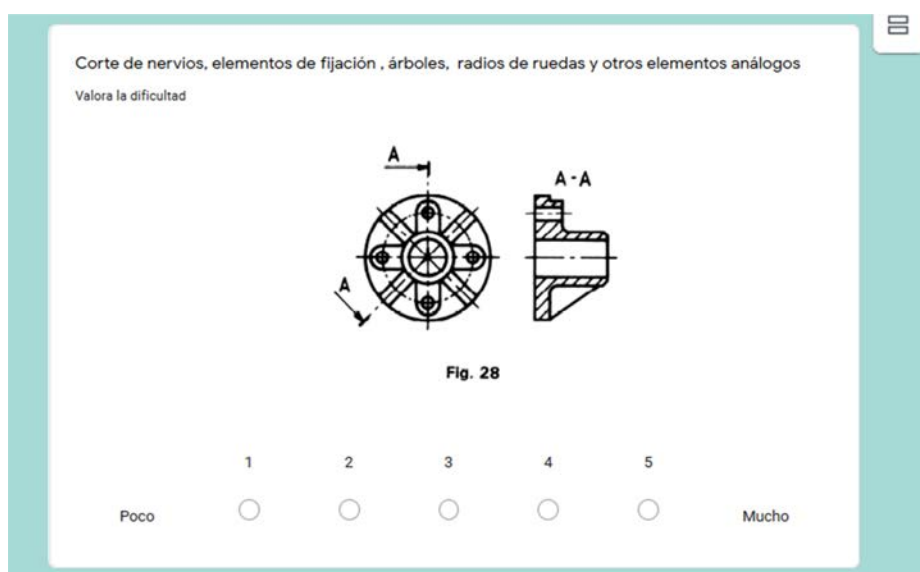 Corte de nervios, elementos de fijación , árboles, radios de ruedas y otros elementos análogos
Valora la dificultad
A
A - A
A
Fig. 28
1 2 3 4 5
Poco Mucho